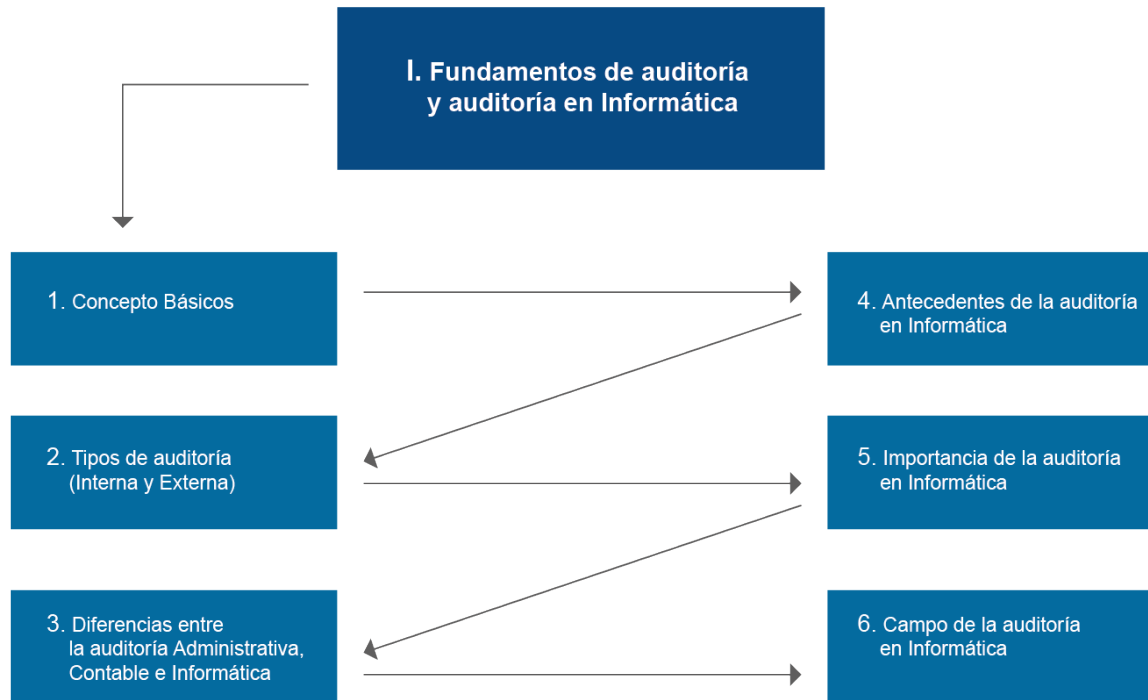 I. Fundamentos de auditoría
y auditoría en Informática
1. Concepto Básicos
2. Tipos de auditoría
(Interna y Externa)
3. Diferencias entre
la auditoría Administrativa,
Contable e Informática
4. Antecedentes de la auditoría
en Informática
5. Importancia de la auditoría
en Informática
6. Campo de la auditoría
en Informática